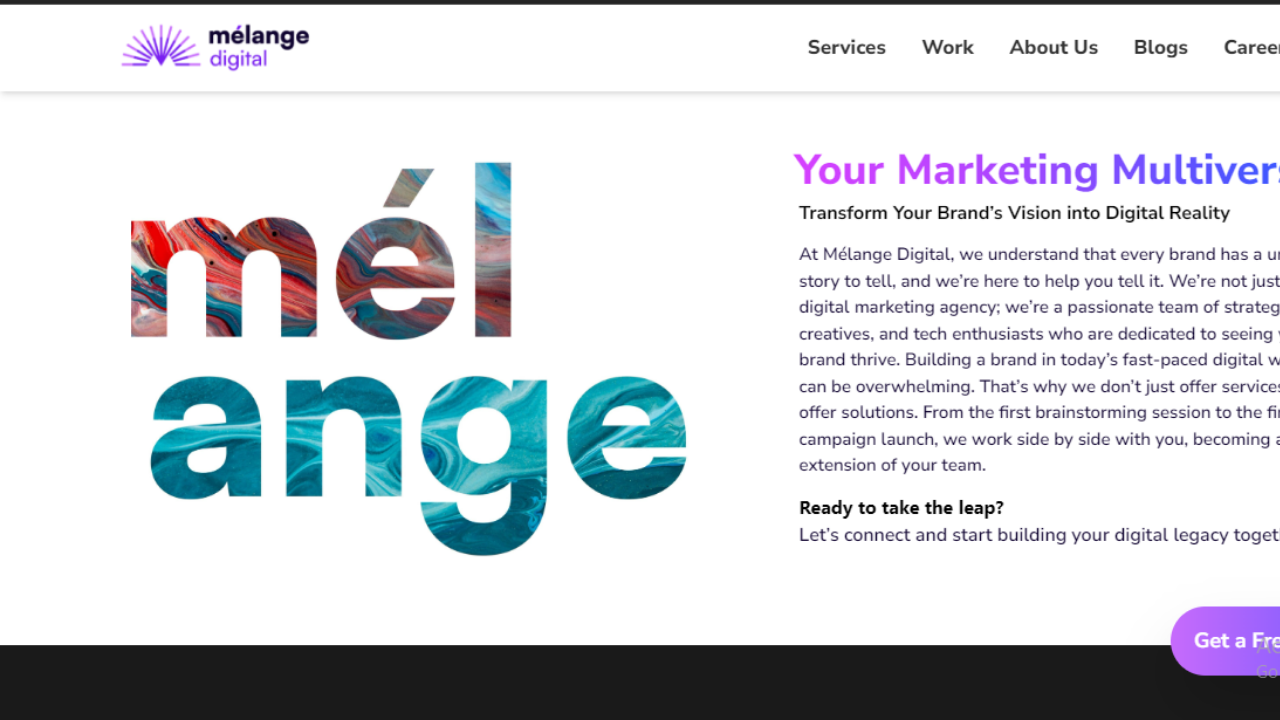 mélange
digital
Services Work About Us Blogs Career
mél
ange
Your Marketing Multivers
Transform Your Brand’s Vision into Digital Reality
At Mélange Digital, we understand that every brand has a un
story to tell, and we’re here to help you tell it. We’re not just
digital marketing agency; we’re a passionate team of strateg
creatives, and tech enthusiasts who are dedicated to seeing
brand thrive. Building a brand in today’s fast-paced digital w
can be overwhelming. That’s why we don’t just offer services
offer solutions. From the first brainstorming session to the fi
campaign launch, we work side by side with you, becoming a
extension of your team.
Ready to take the leap?
Let’s connect and start building your digital legacy toget
Get a Fre
Go